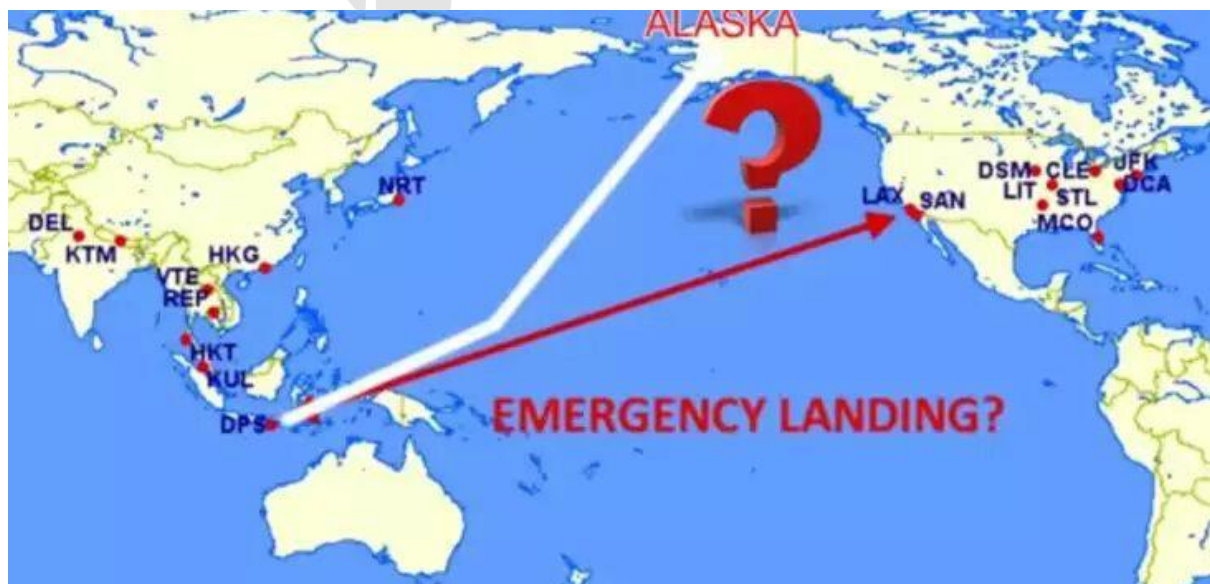 ALASKA
NRT
DSM CLE JFK
LIT DCA
LAX SAN STL
MCO
DEL
KTM HKG
VTE
REP
HKT
KUL
DPS
EMERGENCY LANDING?
?